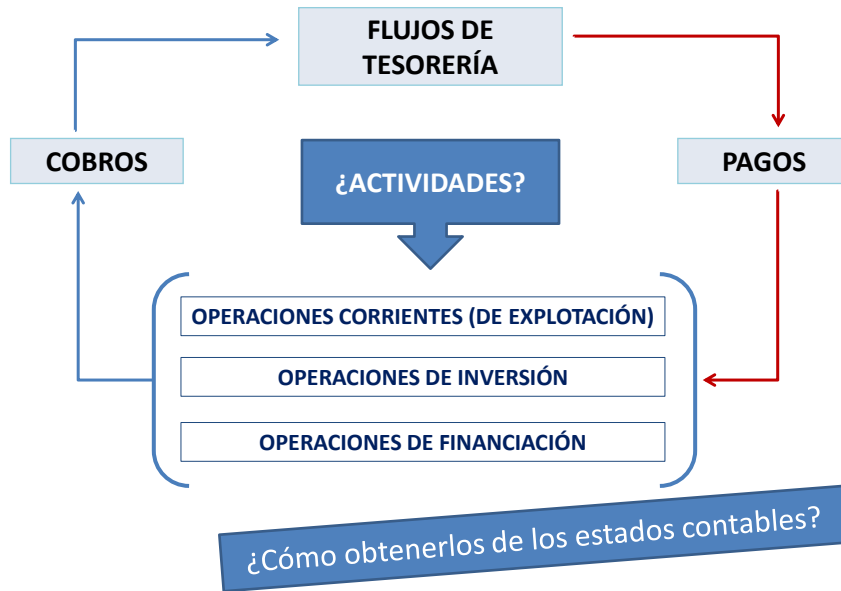 FLUJOS DE
TESORERÍA
COBROS
PAGOS
¿ACTIVIDADES?
OPERACIONES CORRIENTES (DE EXPLOTACIÓN)
OPERACIONES DE INVERSIÓN
OPERACIONES DE FINANCIACIÓN
¿Cómo obtenerlos de los estados contables?